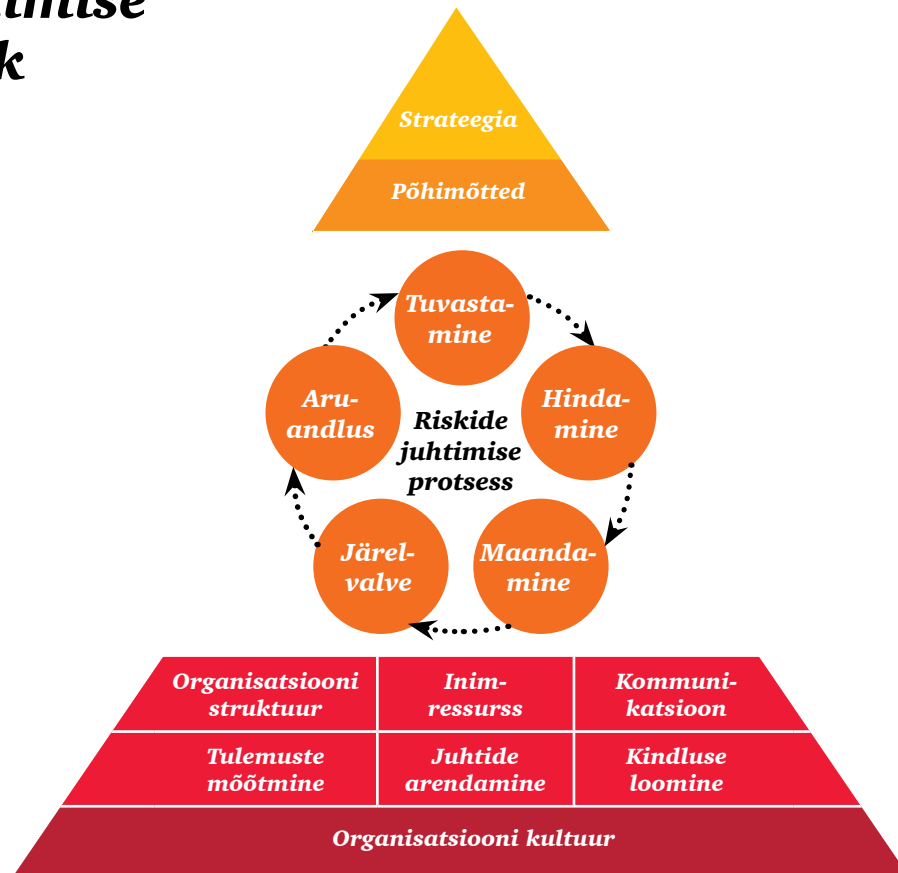 Strateegia
Põhimõtted
Tuvasta-
mine
Hinda-
mine
Maanda-
mine
Järel-
valve
Aru-
andlus
Riskide
juhtimise
protsess
Organisatsiooni
struktuur
Inim-
ressurss
Kommuni-
katsioon
Tulemuste
mõõtmine
Juhtide
arendamine
Kindluse
loomine
Organisatsiooni kultuur